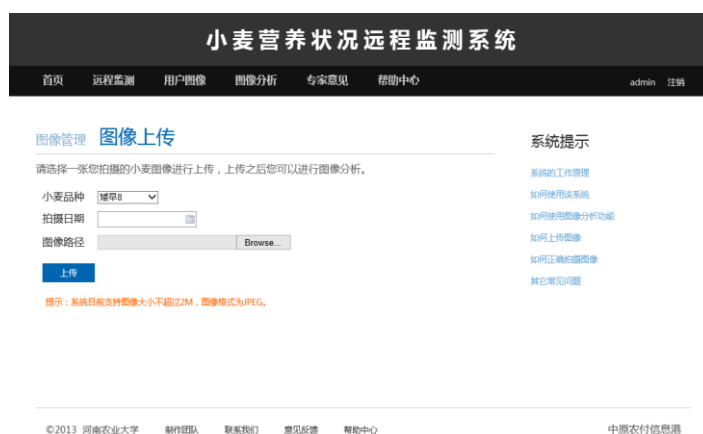 小麦营养状况远程监测系统
首页 远程监测 用户图像 图像分析 专家意见 帮助中心 admin 注销
图像管理 图像上传
请选择一张您拍摄的小麦图像进行上传，上传之后您可以进行图像分析。
小麦品种 矮早8
拍摄日期
图像路径 Browse...
上传
提示：系统目前支持图像大小不超过2M，图像格式为JPEG。
系统提示
系统的工作原理
如何使用该系统
如何使用图像分析功能
如何上传图像
如何正确拍摄图像
其它常见问题
©2013 河南农业大学 制作团队 联系我们 意见反馈 帮助中心 中原农付信息港